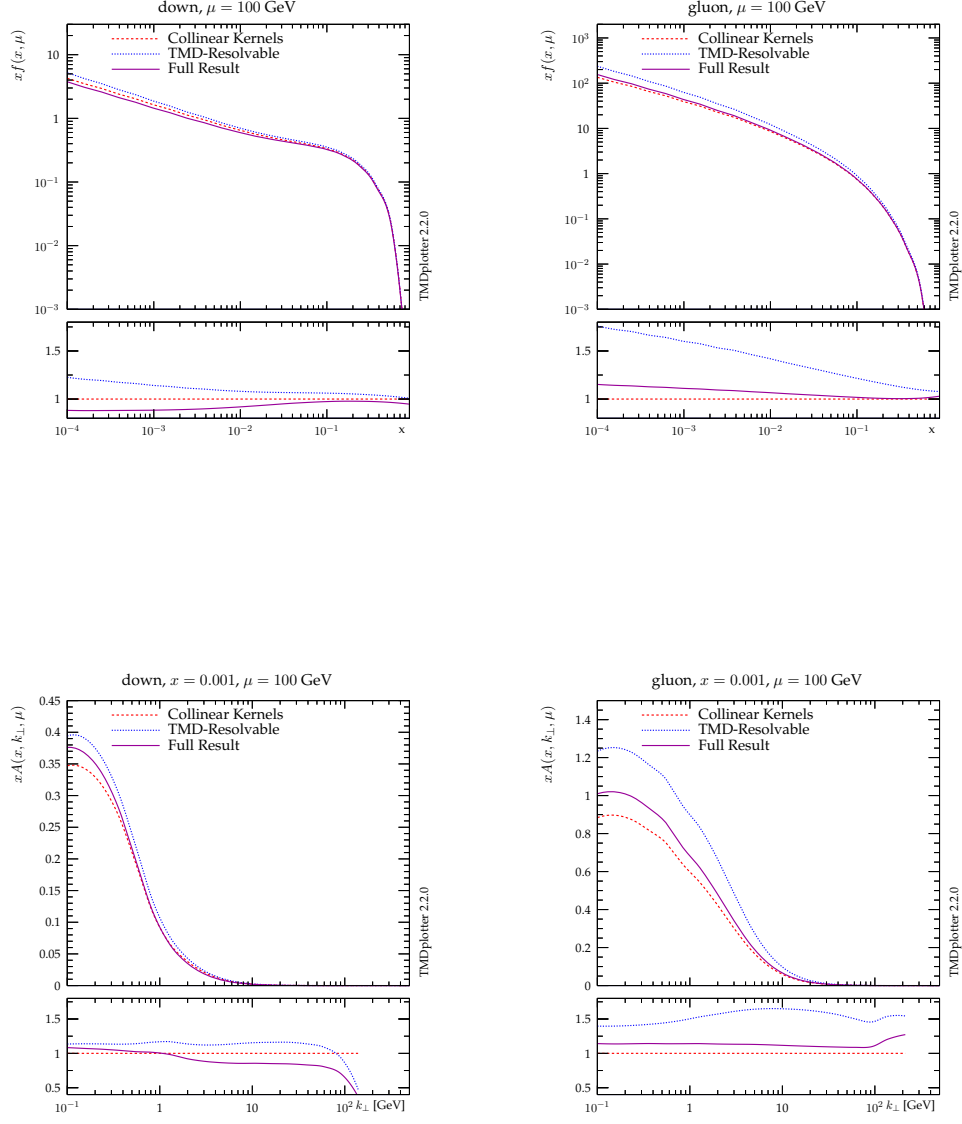 down, μ = 100 GeV
xf(x, μ)
Collinear Kernels
TMD-Resolvable
Full Result
10
1
10⁻¹
10⁻²
10⁻³
TMDplotter 2.2.0
1.5
1
10⁻⁴ 10⁻³ 10⁻² 10⁻¹ x
gluon, μ = 100 GeV
xf(x, μ)
Collinear Kernels
TMD-Resolvable
Full Result
10³
10²
10
1
10⁻¹
10⁻²
10⁻³
TMDplotter 2.2.0
1.5
1
10⁻⁴ 10⁻³ 10⁻² 10⁻¹ x
down, x = 0.001, μ = 100 GeV
xA(x, k⊥, μ)
Collinear Kernels
TMD-Resolvable
Full Result
0.45
0.4
0.35
0.3
0.25
0.2
0.15
0.1
0.05
0
TMDplotter 2.2.0
1.5
1
0.5
10⁻¹ 1 10 10² k⊥ [GeV]
gluon, x = 0.001, μ = 100 GeV
xA(x, k⊥, μ)
Collinear Kernels
TMD-Resolvable
Full Result
1.4
1.2
1
0.8
0.6
0.4
0.2
0
TMDplotter 2.2.0
1.5
1
0.5
10⁻¹ 1 10 10² k⊥ [GeV]